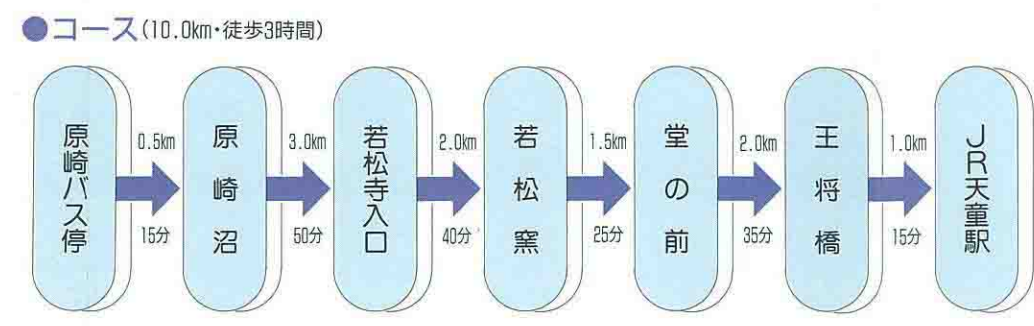 ●コース(10.0km・徒歩3時間)
原崎バス停
0.5km
15分
原崎沼
3.0km
50分
若松寺入口
2.0km
40分
若松窯
1.5km
25分
堂の前
2.0km
35分
王将橋
1.0km
15分
JR天童駅